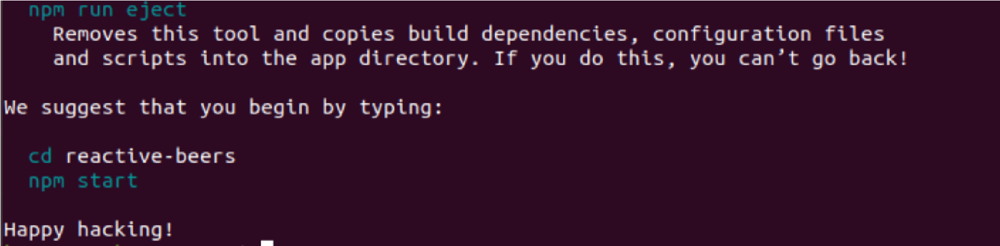 npm run eject
Removes this tool and copies build dependencies, configuration files
and scripts into the app directory. If you do this, you can’t go back!
We suggest that you begin by typing:
cd reactive-beers
npm start
Happy hacking!